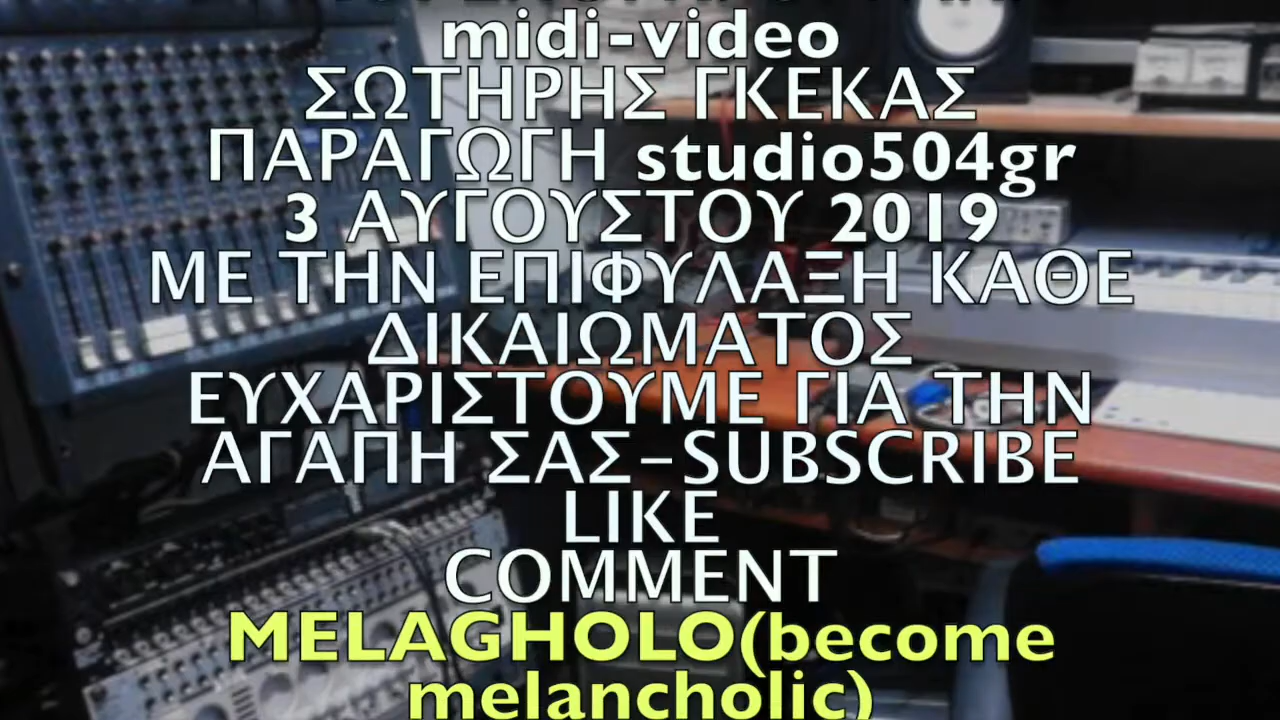 midi-video
ΣΩΤΗΡΗΣ ΓΚΕΚΑΣ
ΠΑΡΑΓΩΓΗ studio504gr
3 ΑΥΓΟΥΣΤΟΥ 2019
ΜΕ ΤΗΝ ΕΠΙΦΥΛΑΞΗ ΚΑΘΕ
ΔΙΚΑΙΩΜΑΤΟΣ
ΕΥΧΑΡΙΣΤΟΥΜΕ ΓΙΑ ΤΗΝ
ΑΓΑΠΗ ΣΑΣ-SUBSCRIBE
LIKE
COMMENT
MELAGHOLO(become
melancholic)